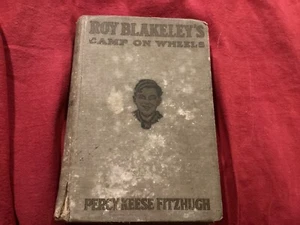 ROY BLAKELEY'S
CAMP ON WHEELS
PERCY KEESE FITZHUGH